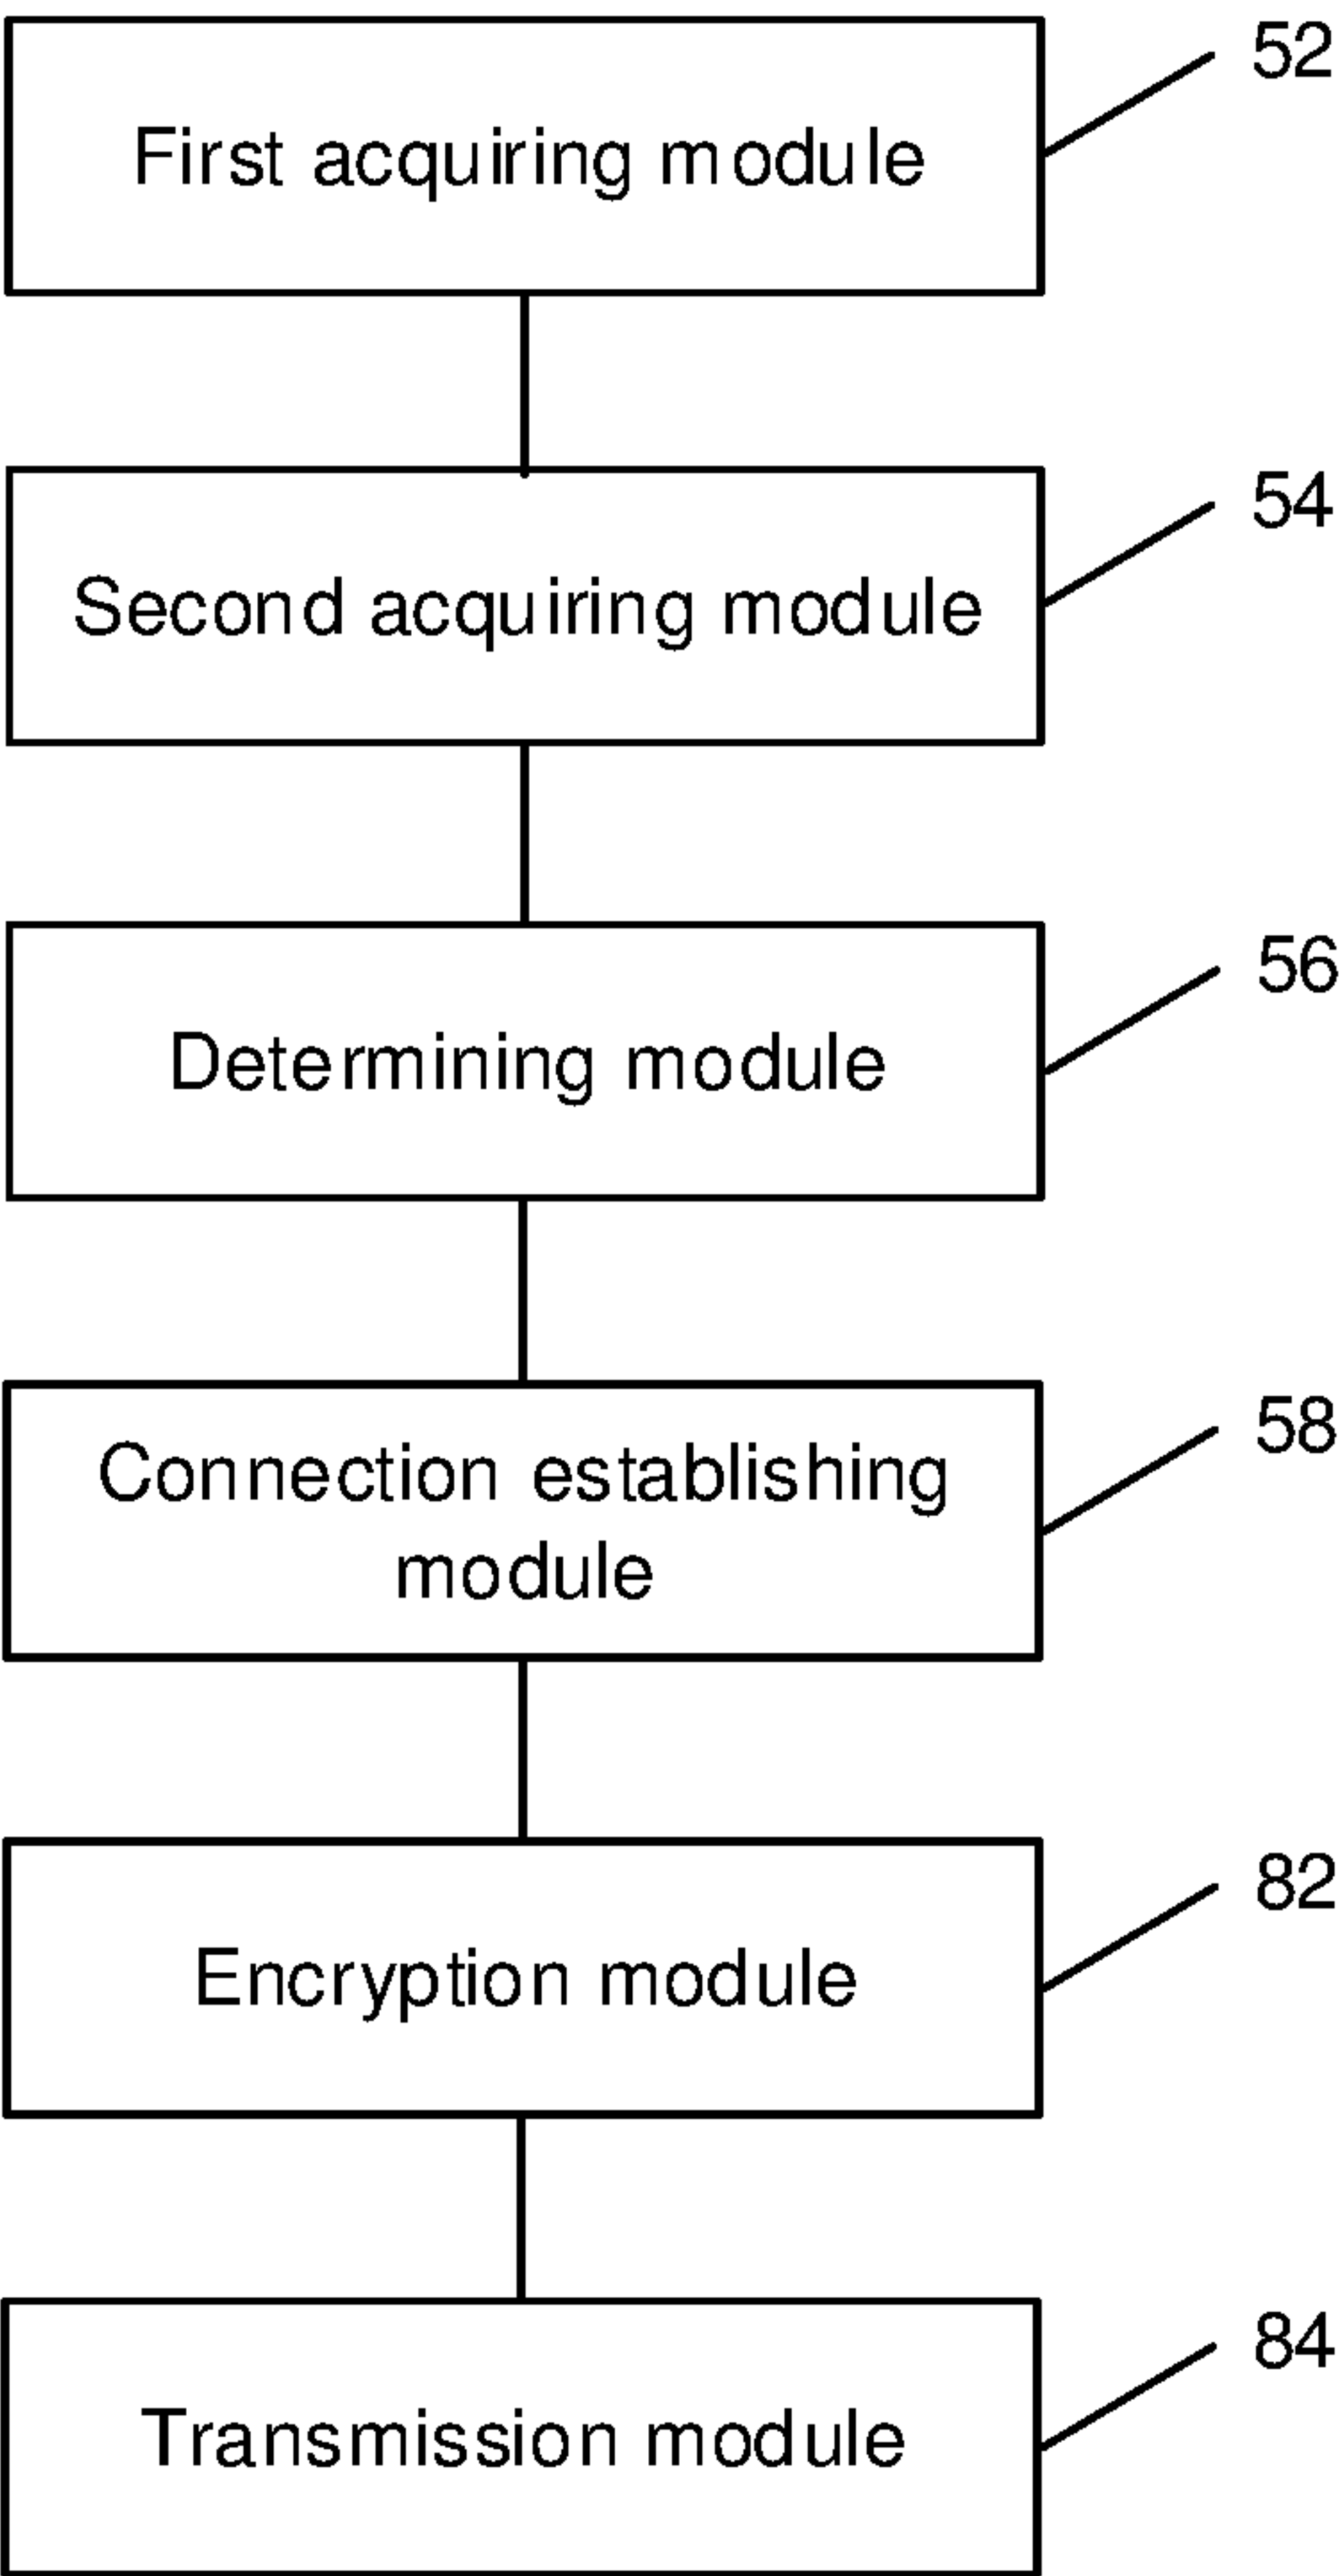 52
First acquiring module
54
Second acquiring module
56
Determining module
58
Connection establishing
module
82
Encryption module
84
Transmission module